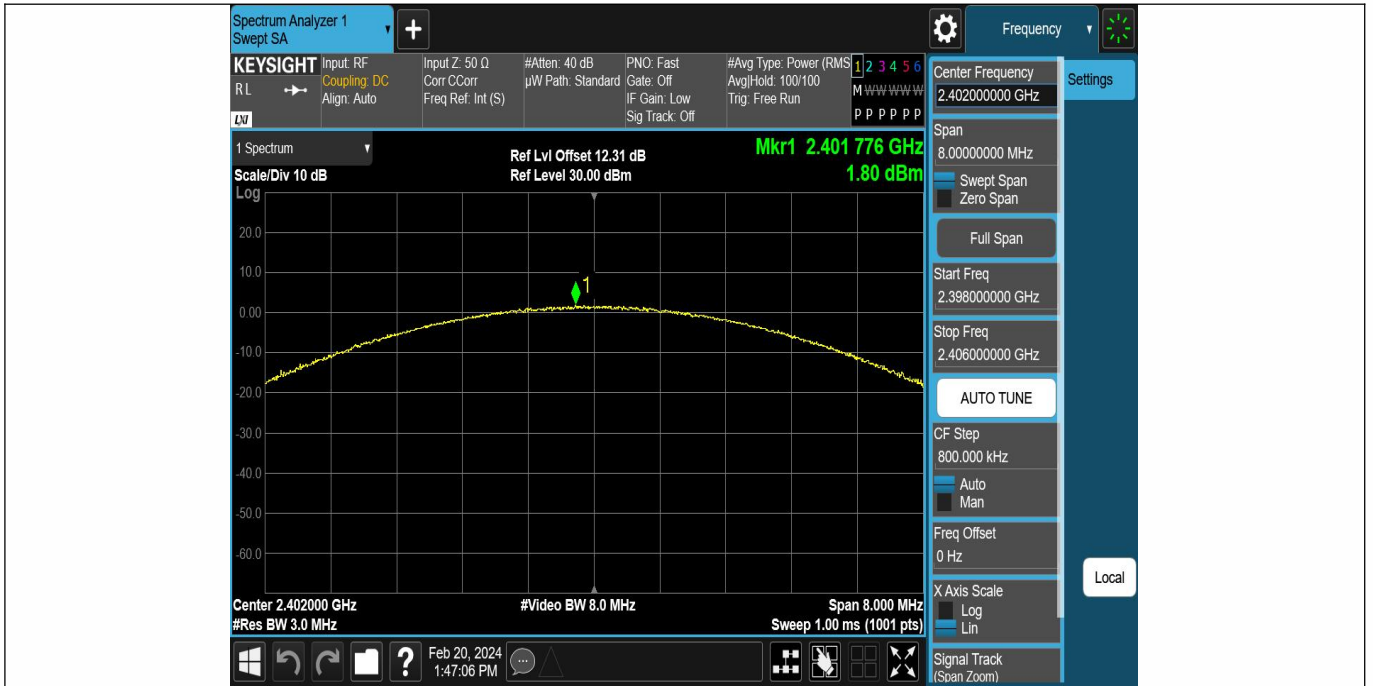 Spectrum Analyzer 1
Swept SA
Frequency
KEYSIGHT
RL
LXI
Input: RF
Coupling: DC
Align: Auto
Input Z: 50 Ω
Corr CCorr
Freq Ref: Int (S)
#Atten: 40 dB
µW Path: Standard
PNO: Fast
Gate: Off
IF Gain: Low
Sig Track: Off
#Avg Type: Power (RMS
Avg|Hold: 100/100
Trig: Free Run
1 2 3 4 5 6
M W W W W W
P P P P P P
1 Spectrum
Scale/Div 10 dB
Ref Lvl Offset 12.31 dB
Ref Level 30.00 dBm
Mkr1 2.401 776 GHz
1.80 dBm
Log
20.0
10.0
0.00
-10.0
-20.0
-30.0
-40.0
-50.0
-60.0
1
Center 2.402000 GHz
#Res BW 3.0 MHz
#Video BW 8.0 MHz
Span 8.000 MHz
Sweep 1.00 ms (1001 pts)
Feb 20, 2024
1:47:06 PM
Center Frequency
2.402000000 GHz
Settings
Span
8.00000000 MHz
Swept Span
Zero Span
Full Span
Start Freq
2.398000000 GHz
Stop Freq
2.406000000 GHz
AUTO TUNE
CF Step
800.000 kHz
Auto
Man
Freq Offset
0 Hz
X Axis Scale
Log
Lin
Local
Signal Track
(Span Zoom)